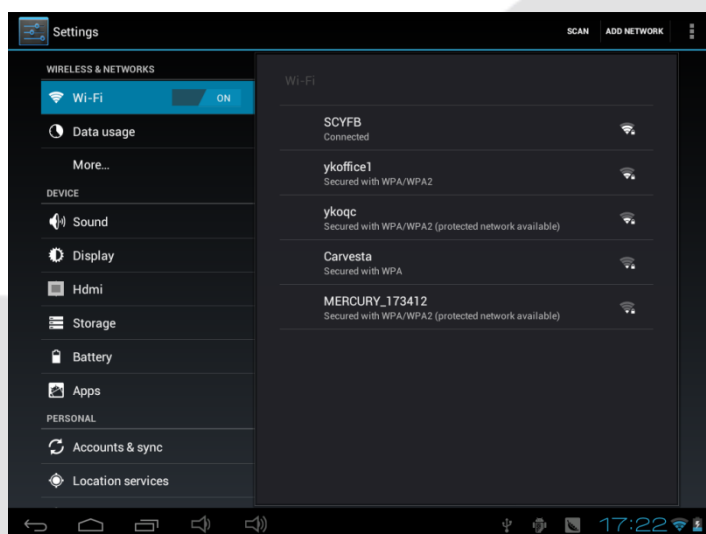 Settings
SCAN
ADD NETWORK
WIRELESS & NETWORKS
Wi-Fi
ON
Data usage
More...
DEVICE
Sound
Display
Hdmi
Storage
Battery
Apps
PERSONAL
Accounts & sync
Location services
Wi-Fi
SCYFB
Connected
ykoffice1
Secured with WPA/WPA2
ykoqc
Secured with WPA/WPA2 (protected network available)
Carvesta
Secured with WPA
MERCURY_173412
Secured with WPA/WPA2 (protected network available)
17:22